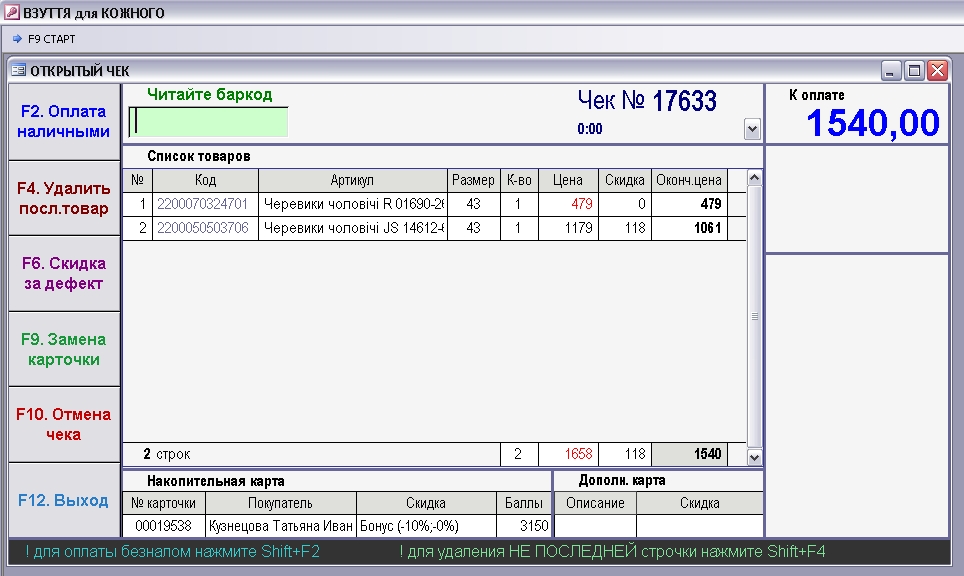 ВЗУТТЯ для КОЖНОГО
F9 СТАРТ
ОТКРЫТЫЙ ЧЕК
F2. Оплата
наличными
F4. Удалить
посл.товар
F6. Скидка
за дефект
F9. Замена
карточки
F10. Отмена
чека
F12. Выход
Читайте баркод
Чек № 17633
0:00
К оплате
1540,00
Список товаров
№ Код Артикул Размер К-во Цена Скидка Оконч.цена
1 2200070324701 Черевики чоловічі R 01690-2 43 1 479 0 479
2 2200050503706 Черевики чоловічі JS 14612- 43 1 1179 118 1061
2 строк 2 1658 118 1540
Накопительная карта
№ карточки Покупатель Скидка Баллы
00019538 Кузнецова Татьяна Иван Бонус (-10%;-0%) 3150
Дополн. карта
Описание Скидка
! для оплаты безналом нажмите Shift+F2
! для удаления НЕ ПОСЛЕДНЕЙ строчки нажмите Shift+F4